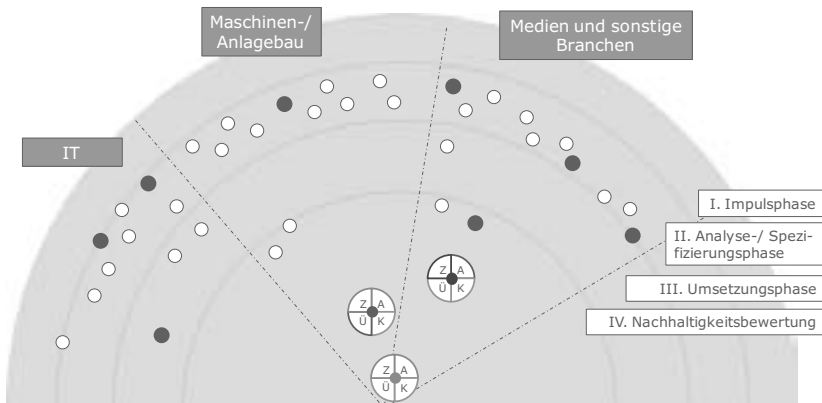 Maschinen-/
Anlagebau
Medien und sonstige
Branchen
IT
I. Impulsphase
II. Analyse-/ Spezi-
fizierungsphase
III. Umsetzungsphase
IV. Nachhaltigkeitsbewertung
Z A
Ü K
Z A
Ü K
Z A
Ü K